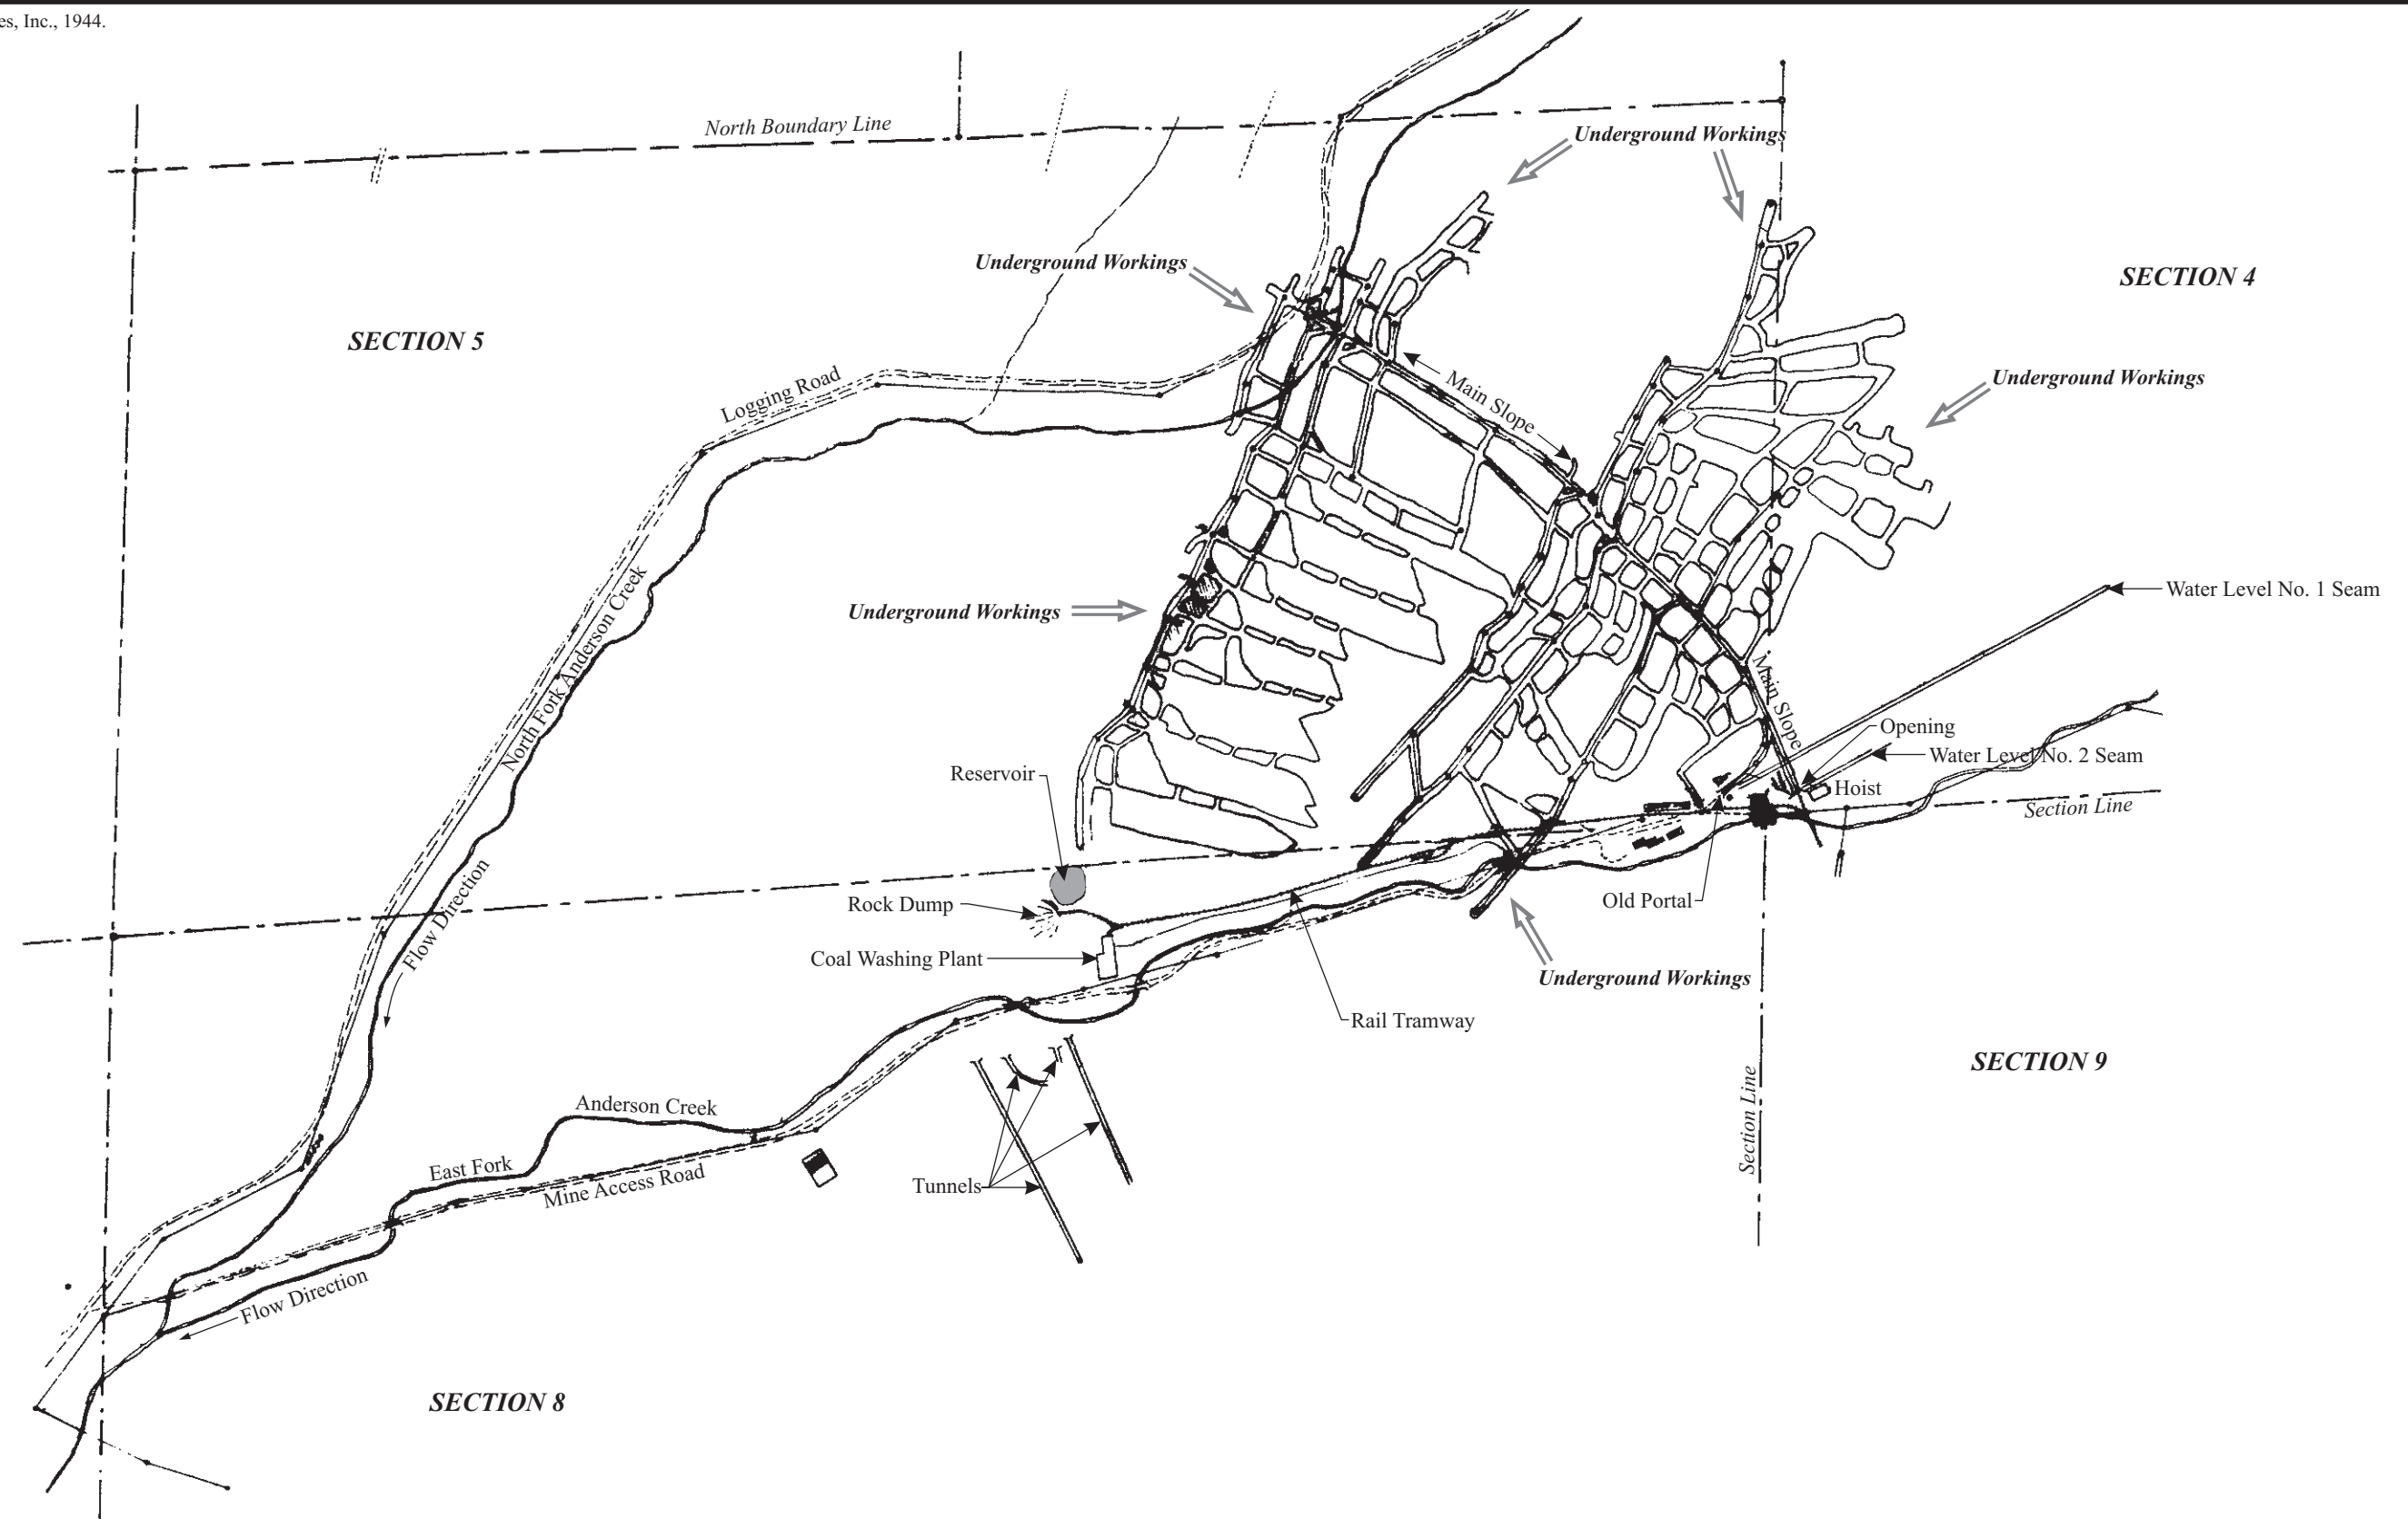 es, Inc., 1944.
North Boundary Line
Underground Workings
Underground Workings
SECTION 4
SECTION 5
Logging Road
Main Slope
Underground Workings
North Fork Anderson Creek
Underground Workings
Water Level No. 1 Seam
Main Slope
Opening
Water Level No. 2 Seam
Reservoir
Hoist
Section Line
Flow Direction
Rock Dump
Old Portal
Coal Washing Plant
Underground Workings
Rail Tramway
SECTION 9
Section Line
Anderson Creek
East Fork
Mine Access Road
Tunnels
Flow Direction
SECTION 8